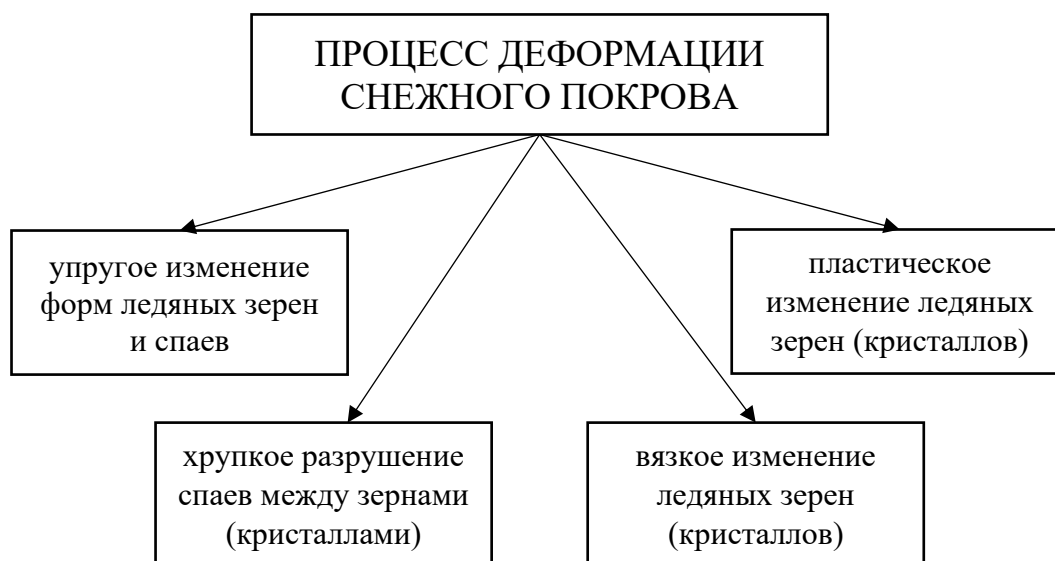 ПРОЦЕСС ДЕФОРМАЦИИ
СНЕЖНОГО ПОКРОВА
упругое изменение
форм ледяных зерен
и спаев
пластическое
изменение ледяных
зерен (кристаллов)
хрупкое разрушение
спаев между зернами
(кристаллами)
вязкое изменение
ледяных зерен
(кристаллов)